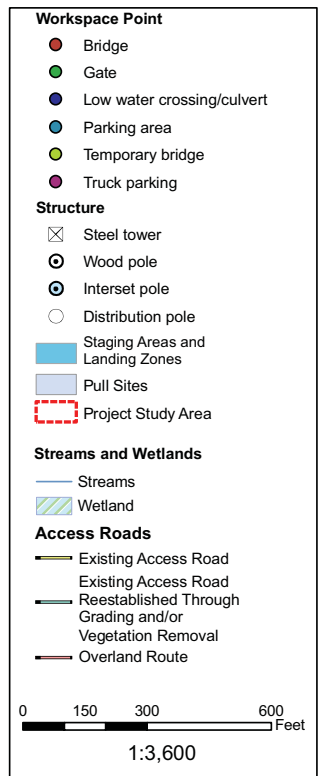 Workspace Point
Bridge
Gate
Low water crossing/culvert
Parking area
Temporary bridge
Truck parking
Structure
Steel tower
Wood pole
Interset pole
Distribution pole
Staging Areas and
Landing Zones
Pull Sites
Project Study Area
Streams and Wetlands
Streams
Wetland
Access Roads
Existing Access Road
Existing Access Road
Reestablished Through
Grading and/or
Vegetation Removal
Overland Route
0 150 300 600
Feet
1:3,600